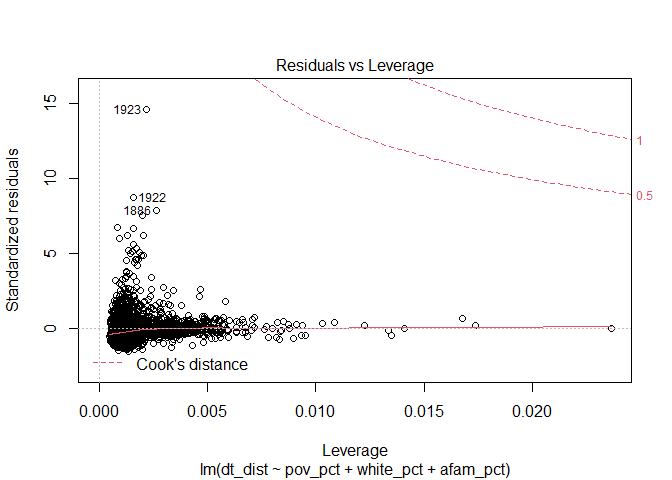 Residuals vs Leverage
Standardized residuals
15
10
5
0
1923
1922
1886
1
0.5
Cook's distance
0.000
0.005
0.010
0.015
0.020
Leverage
lm(dt_dist ~ pov_pct + white_pct + afam_pct)